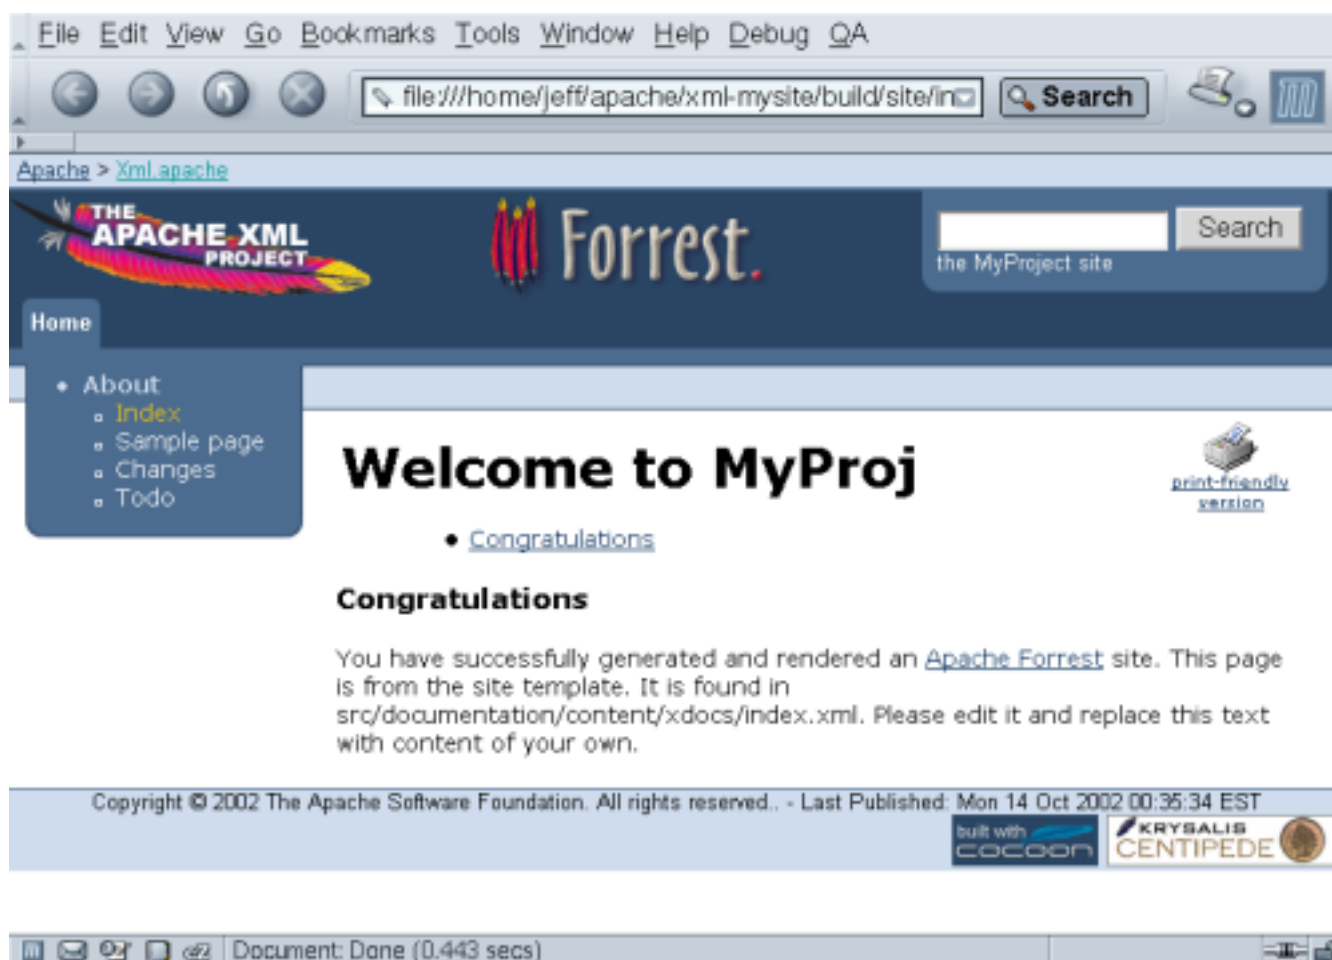 File Edit View Go Bookmarks Tools Window Help Debug QA
file:///home/jeff/apache/xml-mysite/build/site/in
Search
Apache > Xml.apache
THE
APACHE XML
PROJECT
Forrest.
Search
the MyProject site
Home
About
Index
Sample page
Changes
Todo
Welcome to MyProj
print-friendly
version
Congratulations
Congratulations
You have successfully generated and rendered an Apache Forrest site. This page
is from the site template. It is found in
src/documentation/content/xdocs/index.xml. Please edit it and replace this text
with content of your own.
Copyright © 2002 The Apache Software Foundation. All rights reserved.. - Last Published: Mon 14 Oct 2002 00:35:34 EST
built with
cocoon
KRYSALIS
CENTIPEDE
Document: Done (0.443 secs)